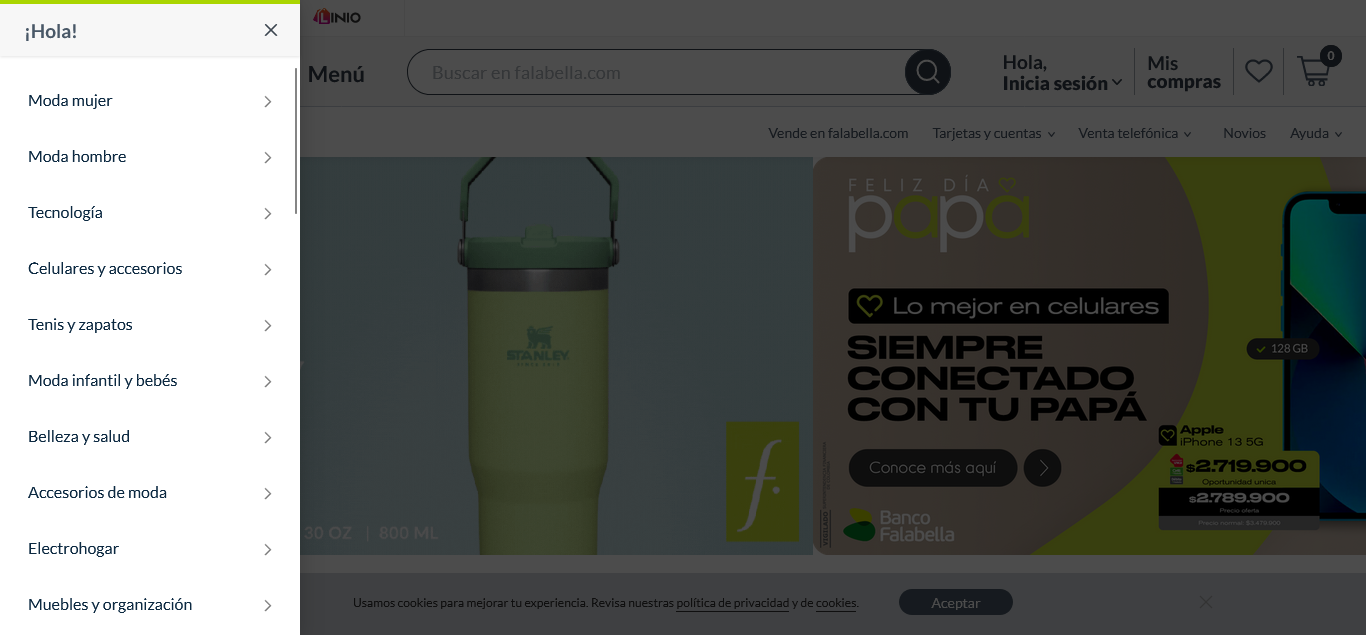 ¡Hola!
Moda mujer
Moda hombre
Tecnología
Celulares y accesorios
Tenis y zapatos
Moda infantil y bebés
Belleza y salud
Accesorios de moda
Electrohogar
Muebles y organización
LINIO
Menú
Buscar en falabella.com
Hola,
Inicia sesión
Mis
compras
0
Vende en falabella.com
Tarjetas y cuentas
Venta telefónica
Novios
Ayuda
STANLEY
30 OZ | 800 ML
f.
FELIZ DÍA
papá
Lo mejor en celulares
SIEMPRE
CONECTADO
CON TU PAPÁ
Conoce más aquí
VIGILADO
Banco
Falabella
128 GB
Apple
iPhone 13 5G
$2.719.900
Oportunidad unica
$2.789.900
Precio oferta
Precio normal: $3.479.900
Usamos cookies para mejorar tu experiencia. Revisa nuestras política de privacidad y de cookies.
Aceptar